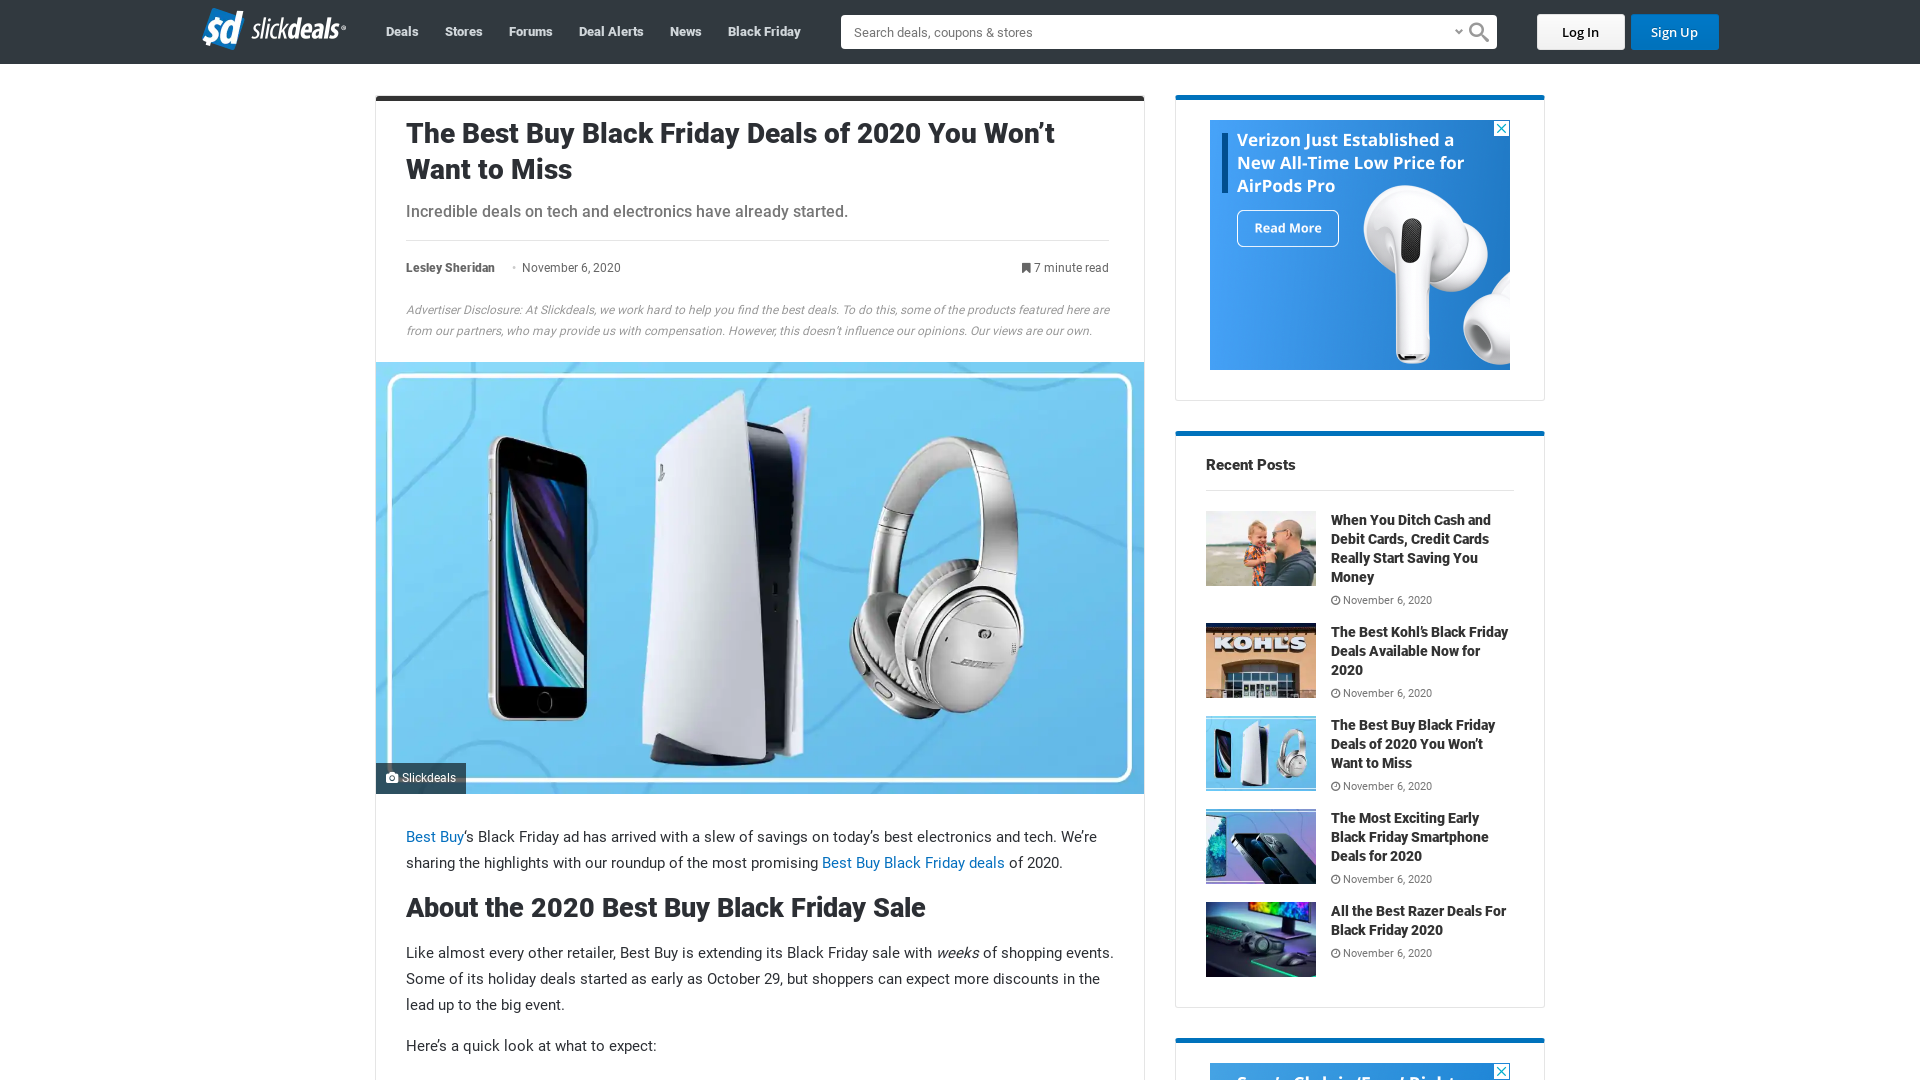 $d slickdeals®
Deals Stores Forums Deal Alerts News Black Friday
Search deals, coupons & stores
Log In Sign Up
The Best Buy Black Friday Deals of 2020 You Won’t
Want to Miss
Incredible deals on tech and electronics have already started.
Lesley Sheridan • November 6, 2020
7 minute read
Advertiser Disclosure: At Slickdeals, we work hard to help you find the best deals. To do this, some of the products featured here are
from our partners, who may provide us with compensation. However, this doesn’t influence our opinions. Our views are our own.
BOSE
Slickdeals
Best Buy‘s Black Friday ad has arrived with a slew of savings on today’s best electronics and tech. We’re
sharing the highlights with our roundup of the most promising Best Buy Black Friday deals of 2020.
About the 2020 Best Buy Black Friday Sale
Like almost every other retailer, Best Buy is extending its Black Friday sale with weeks of shopping events.
Some of its holiday deals started as early as October 29, but shoppers can expect more discounts in the
lead up to the big event.
Here’s a quick look at what to expect:
Verizon Just Established a
New All-Time Low Price for
AirPods Pro
Read More
Recent Posts
When You Ditch Cash and
Debit Cards, Credit Cards
Really Start Saving You
Money
November 6, 2020
KOHL'S
The Best Kohl’s Black Friday
Deals Available Now for
2020
November 6, 2020
The Best Buy Black Friday
Deals of 2020 You Won’t
Want to Miss
November 6, 2020
The Most Exciting Early
Black Friday Smartphone
Deals for 2020
November 6, 2020
All the Best Razer Deals For
Black Friday 2020
November 6, 2020